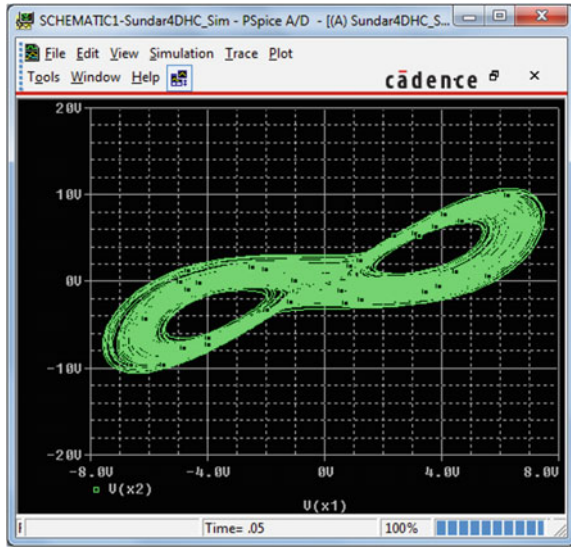 SCHEMATIC1-Sundar4DHC_Sim - PSpice A/D - [(A) Sundar4DHC_S...
File Edit View Simulation Trace Plot
Tools Window Help
cādence
20V
10V
0V
-10V
-20V
-8.0V -4.0V 0V 4.0V 8.0V
V(x2)
V(x1)
Time= .05 100%